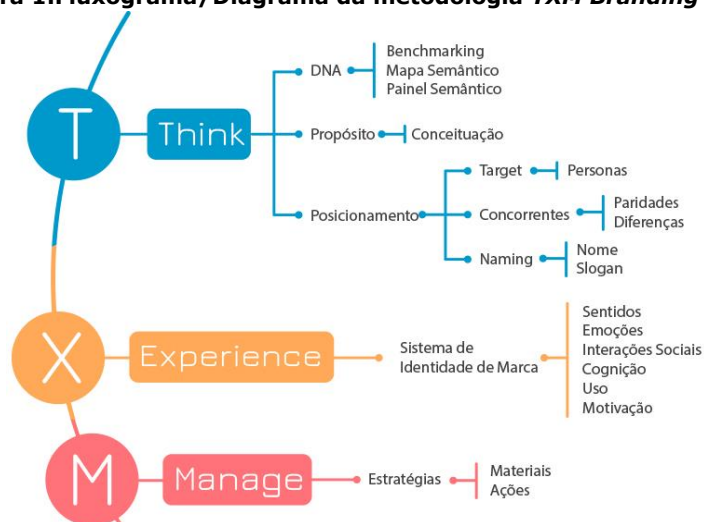 1.
Fluxograma/Diagrama da metodologia TXM Branding
T
Think
DNA
Benchmarking
Mapa Semântico
Painel Semântico
Propósito
Conceituação
Posicionamento
Target
Personas
Concorrentes
Paridades
Diferenças
Naming
Nome
Slogan
X
Experience
Sistema de
Identidade de Marca
Sentidos
Emoções
Interações Sociais
Cognição
Uso
Motivação
M
Manage
Estratégias
Materiais
Ações